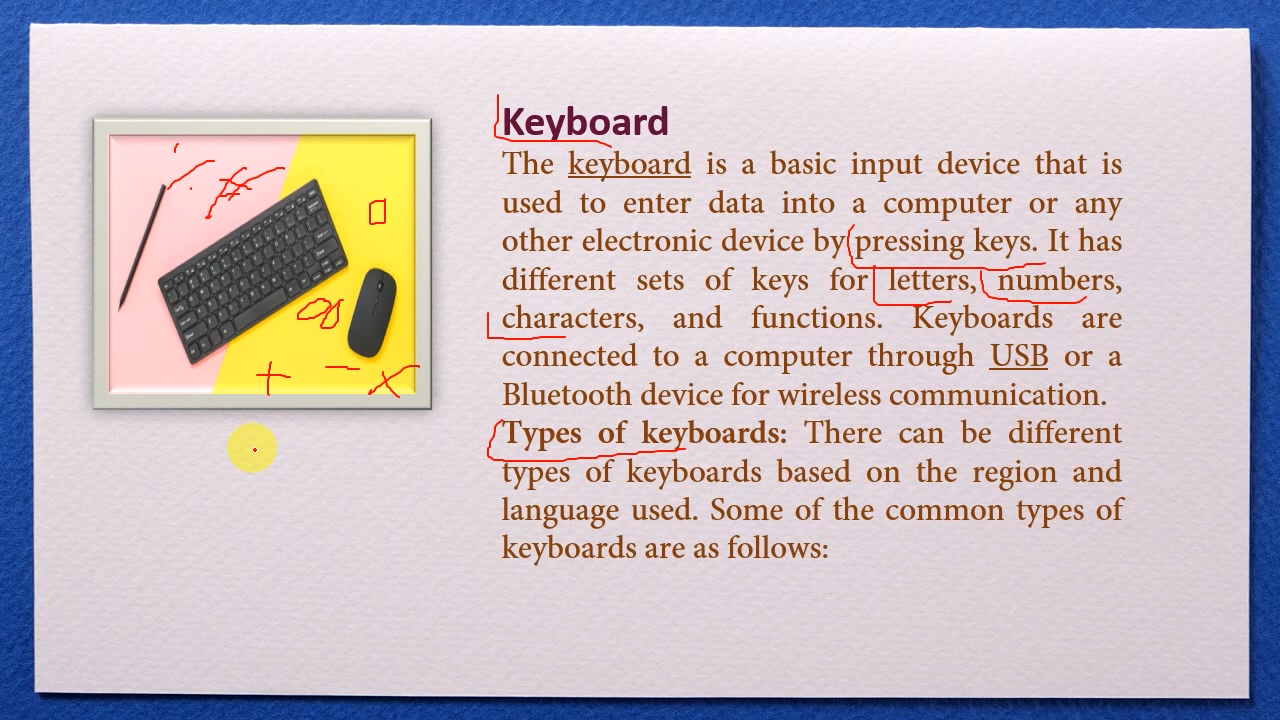 Keyboard
The keyboard is a basic input device that is
used to enter data into a computer or any
other electronic device by pressing keys. It has
different sets of keys for letters, numbers,
characters, and functions. Keyboards are
connected to a computer through USB or a
Bluetooth device for wireless communication.
Types of keyboards: There can be different
types of keyboards based on the region and
language used. Some of the common types of
keyboards are as follows:
+ − ×